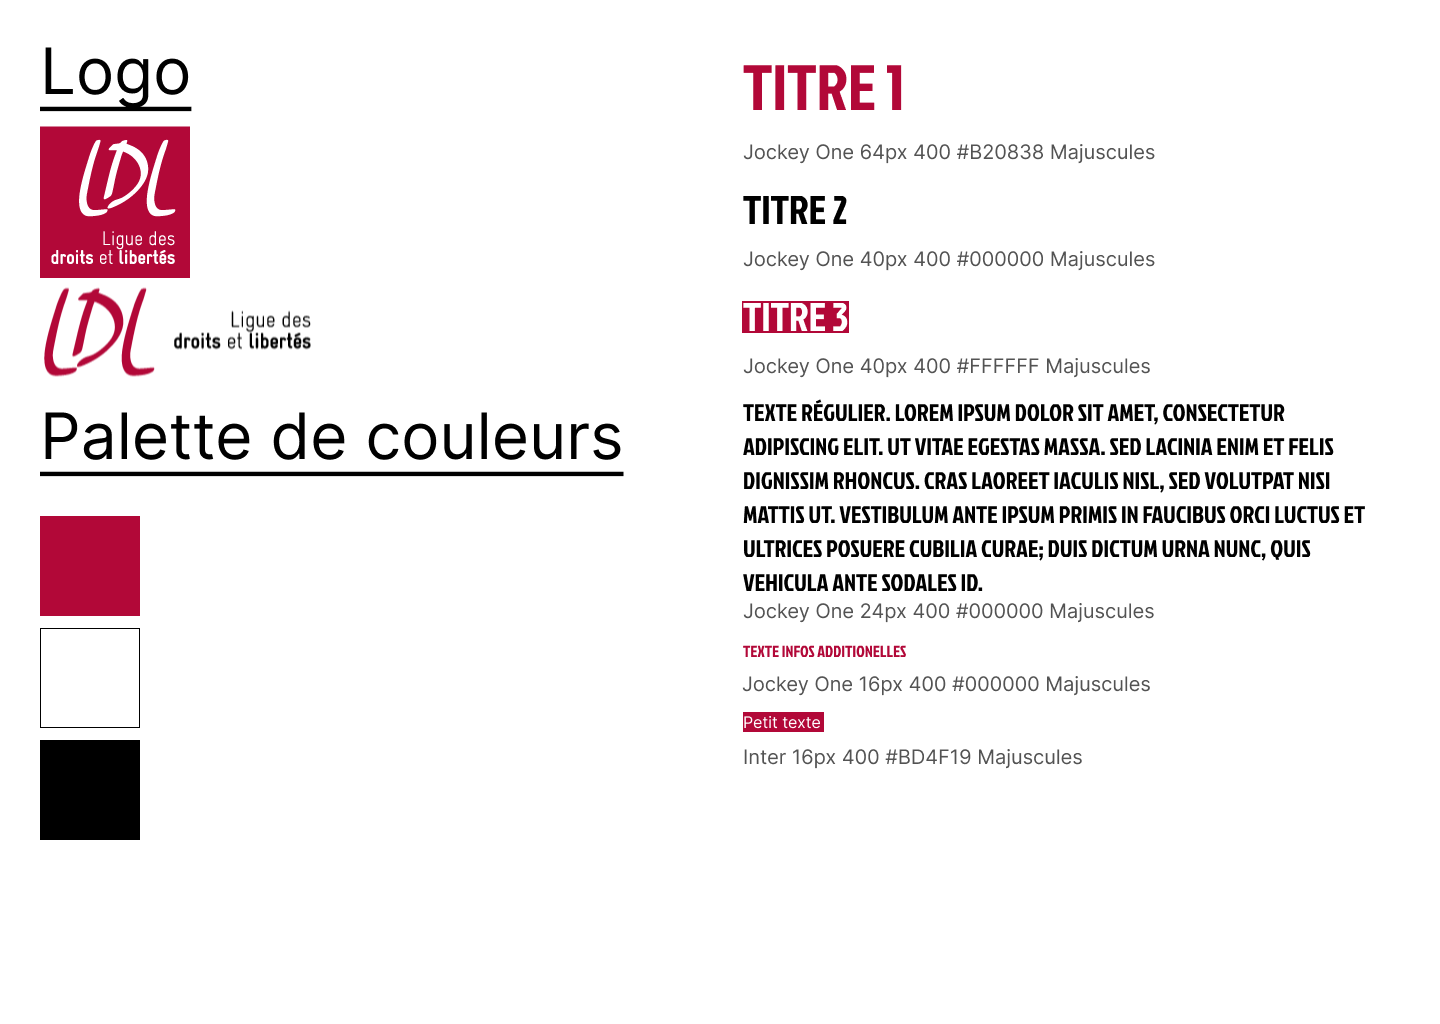 Logo
LDL
Ligue des
droits et libertés
LDL
Ligue des
droits et libertés
Palette de couleurs
TITRE 1
Jockey One 64px 400 #B20838 Majuscules
TITRE 2
Jockey One 40px 400 #000000 Majuscules
TITRE 3
Jockey One 40px 400 #FFFFFF Majuscules
TEXTE RÉGULIER. LOREM IPSUM DOLOR SIT AMET, CONSECTETUR
ADIPISCING ELIT. UT VITAE EGESTAS MASSA. SED LACINIA ENIM ET FELIS
DIGNISSIM RHONCUS. CRAS LAOREET IACULIS NISL, SED VOLUTPAT NISI
MATTIS UT. VESTIBULUM ANTE IPSUM PRIMIS IN FAUCIBUS ORCI LUCTUS ET
ULTRICES POSUERE CUBILIA CURAE; DUIS DICTUM URNA NUNC, QUIS
VEHICULA ANTE SODALES ID.
Jockey One 24px 400 #000000 Majuscules
TEXTE INFOS ADDITIONELLES
Jockey One 16px 400 #000000 Majuscules
Petit texte
Inter 16px 400 #BD4F19 Majuscules